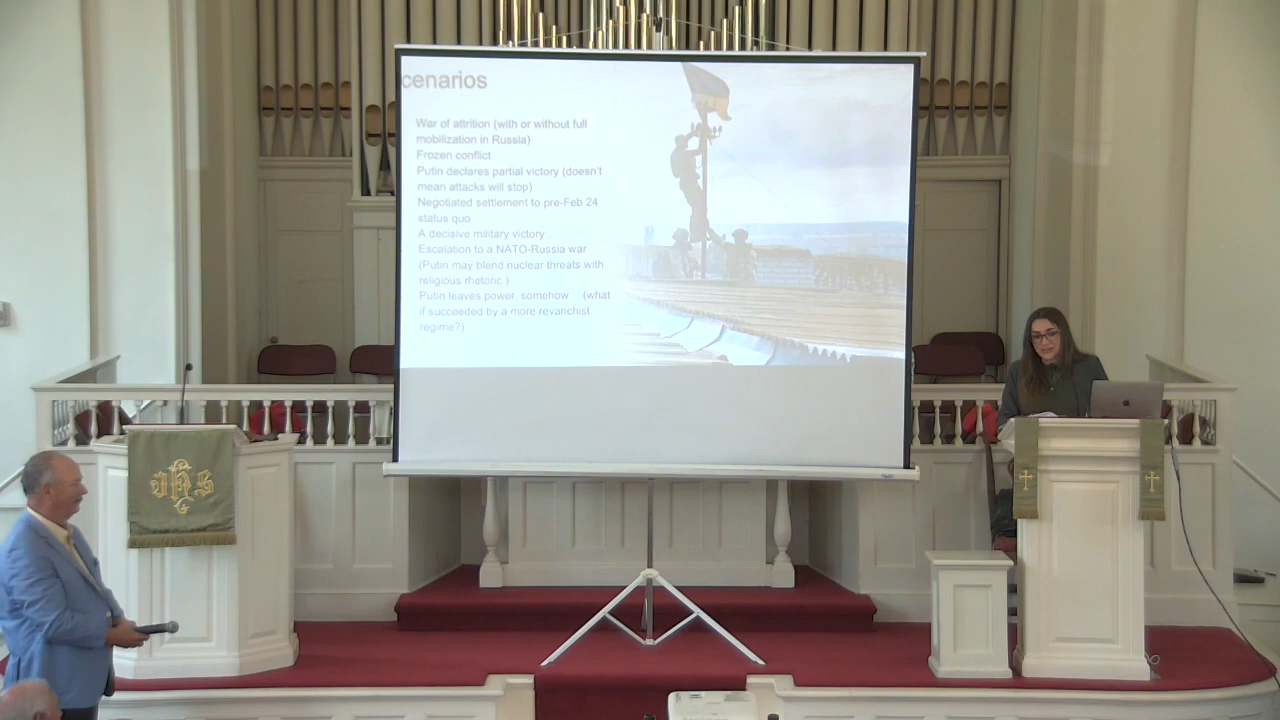 cenarios
War of attrition (with or without full
mobilization in Russia)
Frozen conflict
Putin declares partial victory (doesn't
mean attacks will stop)
Negotiated settlement to pre-Feb 24
status quo
A decisive military victory
Escalation to a NATO-Russia war
(Putin may blend nuclear threats with
religious rhetoric )
Putin leaves power, somehow... (what
if succeeded by a more revanchist
regime?)
IHS